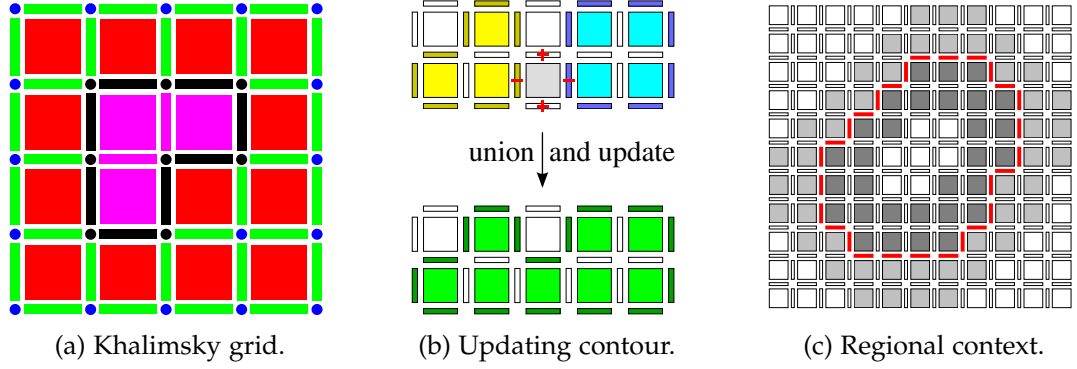 union and update
(a) Khalimsky grid.
(b) Updating contour.
(c) Regional context.